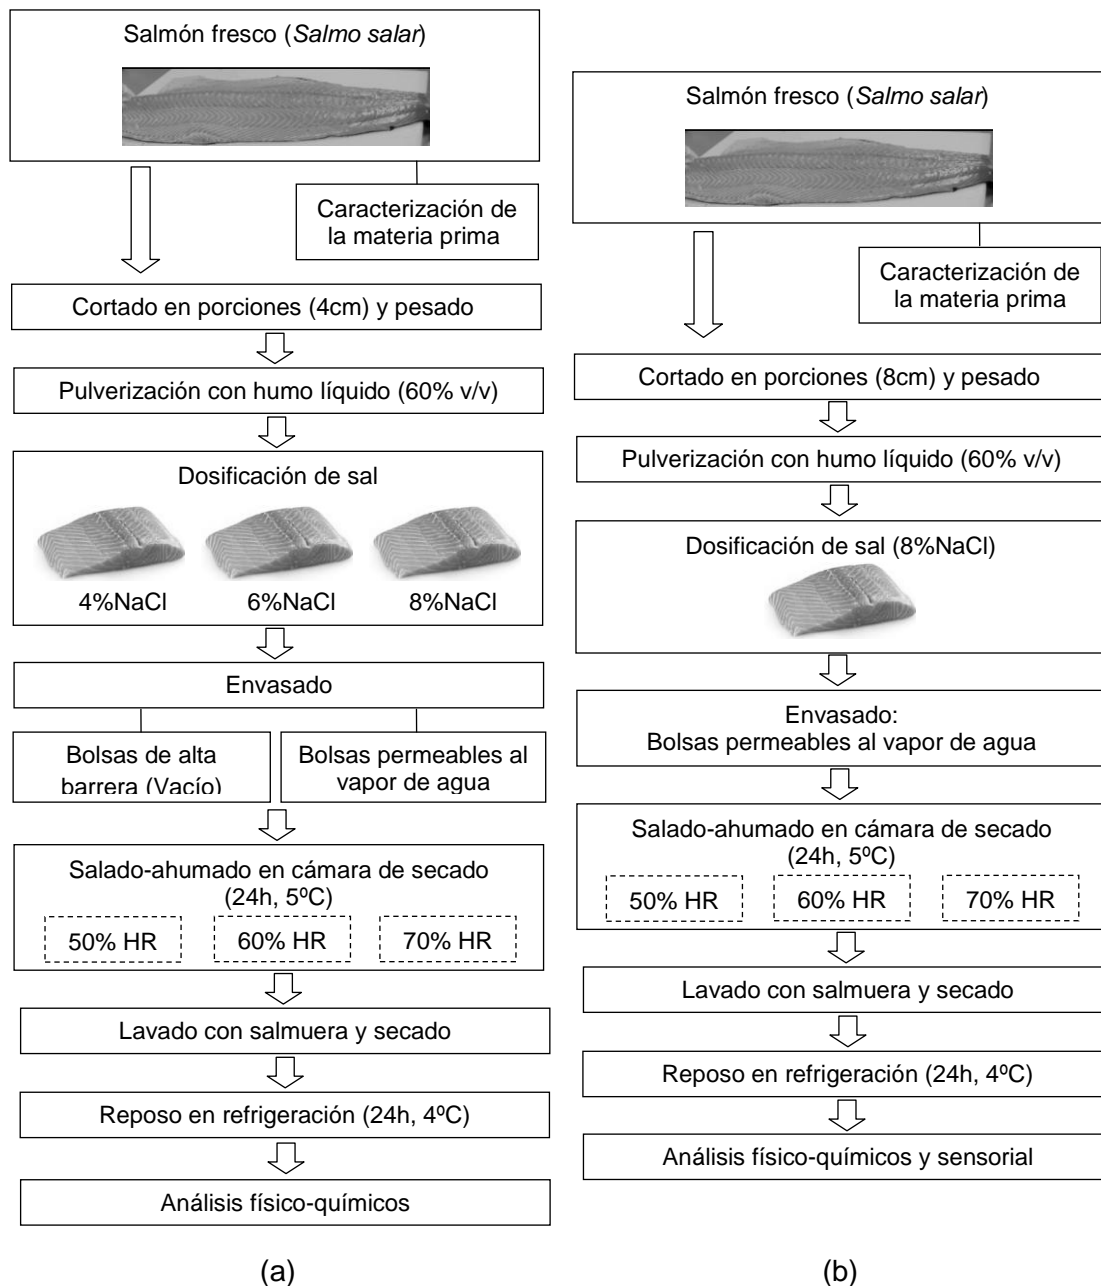 Salmón fresco (Salmo salar)
Caracterización de
la materia prima
Cortado en porciones (4cm) y pesado
Pulverización con humo líquido (60% v/v)
Dosificación de sal
4%NaCl
6%NaCl
8%NaCl
Envasado
Bolsas de alta
barrera (Vacío)
Bolsas permeables al
vapor de agua
Salado-ahumado en cámara de secado
(24h, 5ºC)
50% HR
60% HR
70% HR
Lavado con salmuera y secado
Reposo en refrigeración (24h, 4ºC)
Análisis físico-químicos
(a)
Salmón fresco (Salmo salar)
Caracterización de
la materia prima
Cortado en porciones (8cm) y pesado
Pulverización con humo líquido (60% v/v)
Dosificación de sal (8%NaCl)
Envasado:
Bolsas permeables al vapor de agua
Salado-ahumado en cámara de secado
(24h, 5ºC)
50% HR
60% HR
70% HR
Lavado con salmuera y secado
Reposo en refrigeración (24h, 4ºC)
Análisis físico-químicos y sensorial
(b)